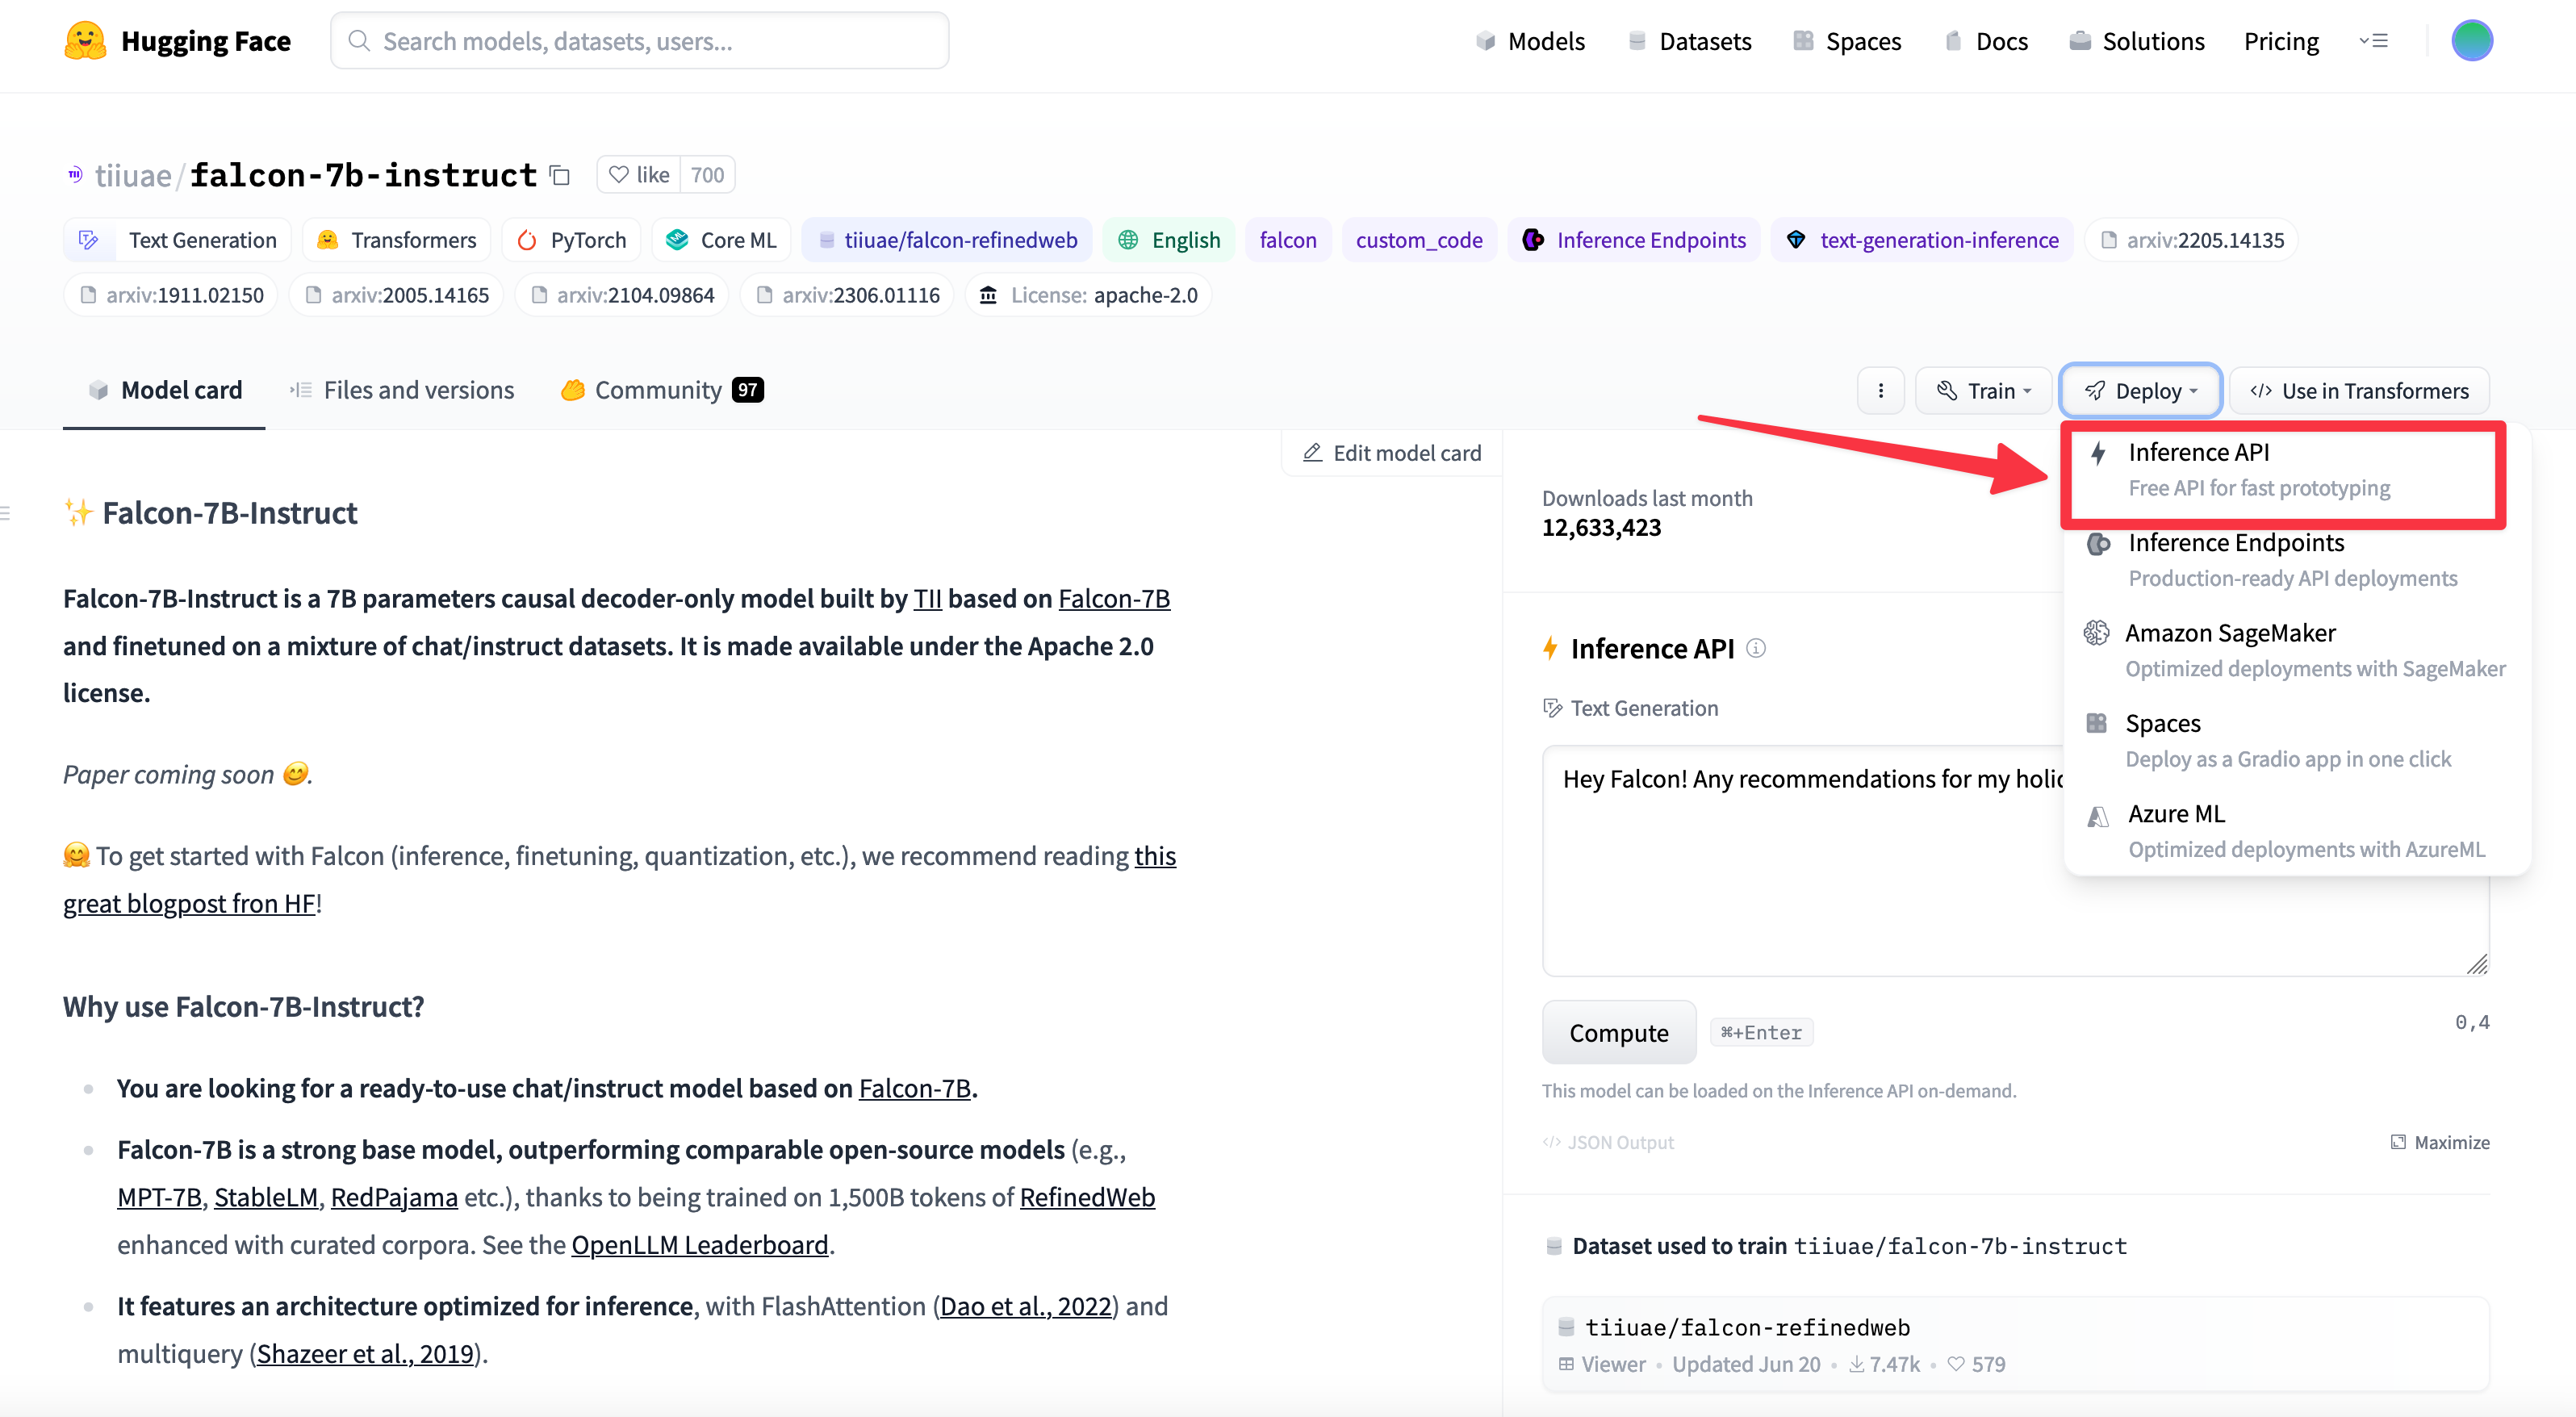 Hugging Face
Search models, datasets, users...
Models
Datasets
Spaces
Docs
Solutions
Pricing
TII
tiiuae/falcon-7b-instruct
like 700
Text Generation
Transformers
PyTorch
Core ML
tiiuae/falcon-refinedweb
English
falcon
custom_code
Inference Endpoints
text-generation-inference
arxiv:2205.14135
arxiv:1911.02150
arxiv:2005.14165
arxiv:2104.09864
arxiv:2306.01116
License: apache-2.0
Model card
Files and versions
Community 97
Train
Deploy
</> Use in Transformers
Edit model card
Falcon-7B-Instruct
Falcon-7B-Instruct is a 7B parameters causal decoder-only model built by TII based on Falcon-7B
and finetuned on a mixture of chat/instruct datasets. It is made available under the Apache 2.0
license.
Paper coming soon 😊.
🤗 To get started with Falcon (inference, finetuning, quantization, etc.), we recommend reading this
great blogpost fron HF!
Why use Falcon-7B-Instruct?
You are looking for a ready-to-use chat/instruct model based on Falcon-7B.
Falcon-7B is a strong base model, outperforming comparable open-source models (e.g.,
MPT-7B, StableLM, RedPajama etc.), thanks to being trained on 1,500B tokens of RefinedWeb
enhanced with curated corpora. See the OpenLLM Leaderboard.
It features an architecture optimized for inference, with FlashAttention (Dao et al., 2022) and
multiquery (Shazeer et al., 2019).
Downloads last month
12,633,423
Inference API
Text Generation
Hey Falcon! Any recommendations for my holi
Compute
⌘+Enter
0,4
This model can be loaded on the Inference API on-demand.
</> JSON Output
Maximize
Dataset used to train tiiuae/falcon-7b-instruct
tiiuae/falcon-refinedweb
Viewer • Updated Jun 20 • 7.47k • 579
Inference API
Free API for fast prototyping
Inference Endpoints
Production-ready API deployments
Amazon SageMaker
Optimized deployments with SageMaker
Spaces
Deploy as a Gradio app in one click
Azure ML
Optimized deployments with AzureML